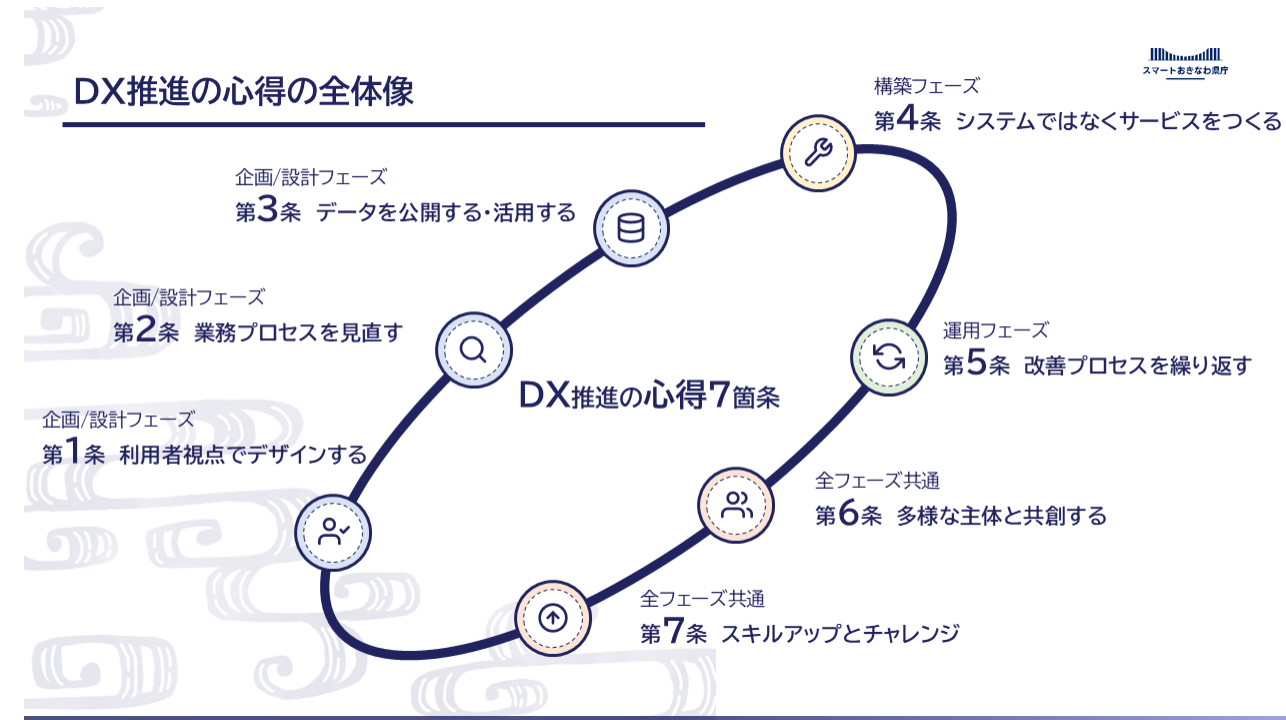 DX推進の心得の全体像
スマートおきなわ県庁
構築フェーズ
第4条 システムではなくサービスをつくる
企画/設計フェーズ
第3条 データを公開する・活用する
企画/設計フェーズ
第2条 業務プロセスを見直す
運用フェーズ
第5条 改善プロセスを繰り返す
DX推進の心得7箇条
企画/設計フェーズ
第1条 利用者視点でデザインする
全フェーズ共通
第6条 多様な主体と共創する
全フェーズ共通
第7条 スキルアップとチャレンジ